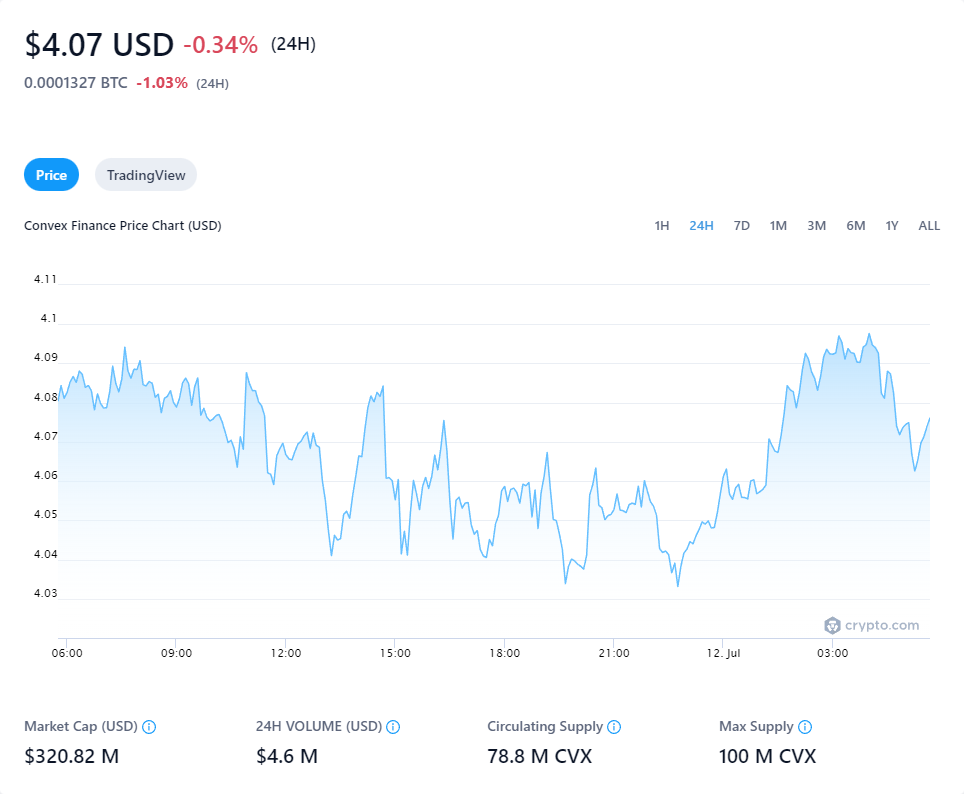 $4.07 USD -0.34% (24H)
0.0001327 BTC -1.03% (24H)
Price TradingView
Convex Finance Price Chart (USD) 1H 24H 7D 1M 3M 6M 1Y ALL
4.11
4.1
4.09
4.08
4.07
4.06
4.05
4.04
4.03
crypto.com
06:00 09:00 12:00 15:00 18:00 21:00 12. Jul 03:00
Market Cap (USD) 24H VOLUME (USD) Circulating Supply Max Supply
$320.82 M $4.6 M 78.8 M CVX 100 M CVX